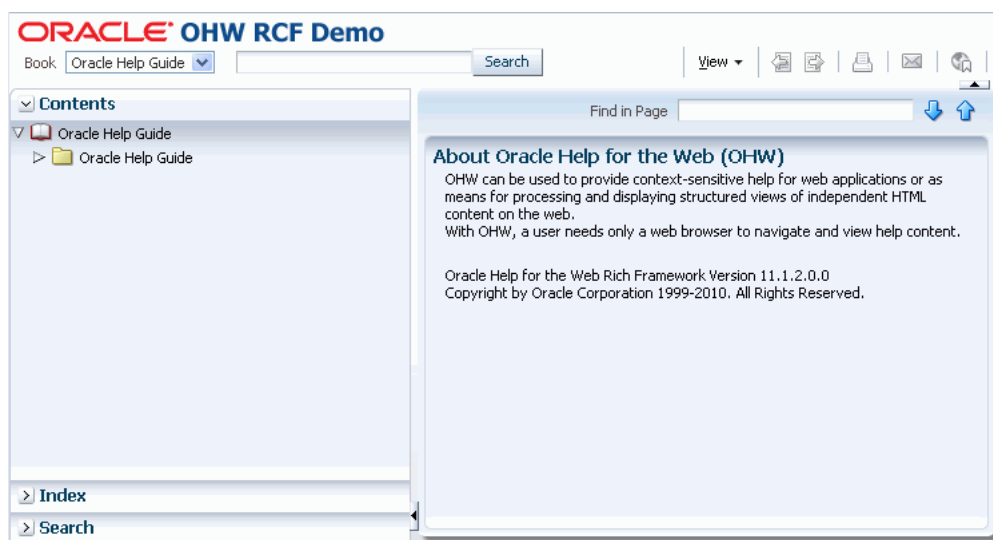 ORACLE® OHW RCF Demo
Book Oracle Help Guide Search View
Contents
Oracle Help Guide
Oracle Help Guide
Index
Search
Find in Page
About Oracle Help for the Web (OHW)
OHW can be used to provide context-sensitive help for web applications or as
means for processing and displaying structured views of independent HTML
content on the web.
With OHW, a user needs only a web browser to navigate and view help content.
Oracle Help for the Web Rich Framework Version 11.1.2.0.0
Copyright by Oracle Corporation 1999-2010. All Rights Reserved.